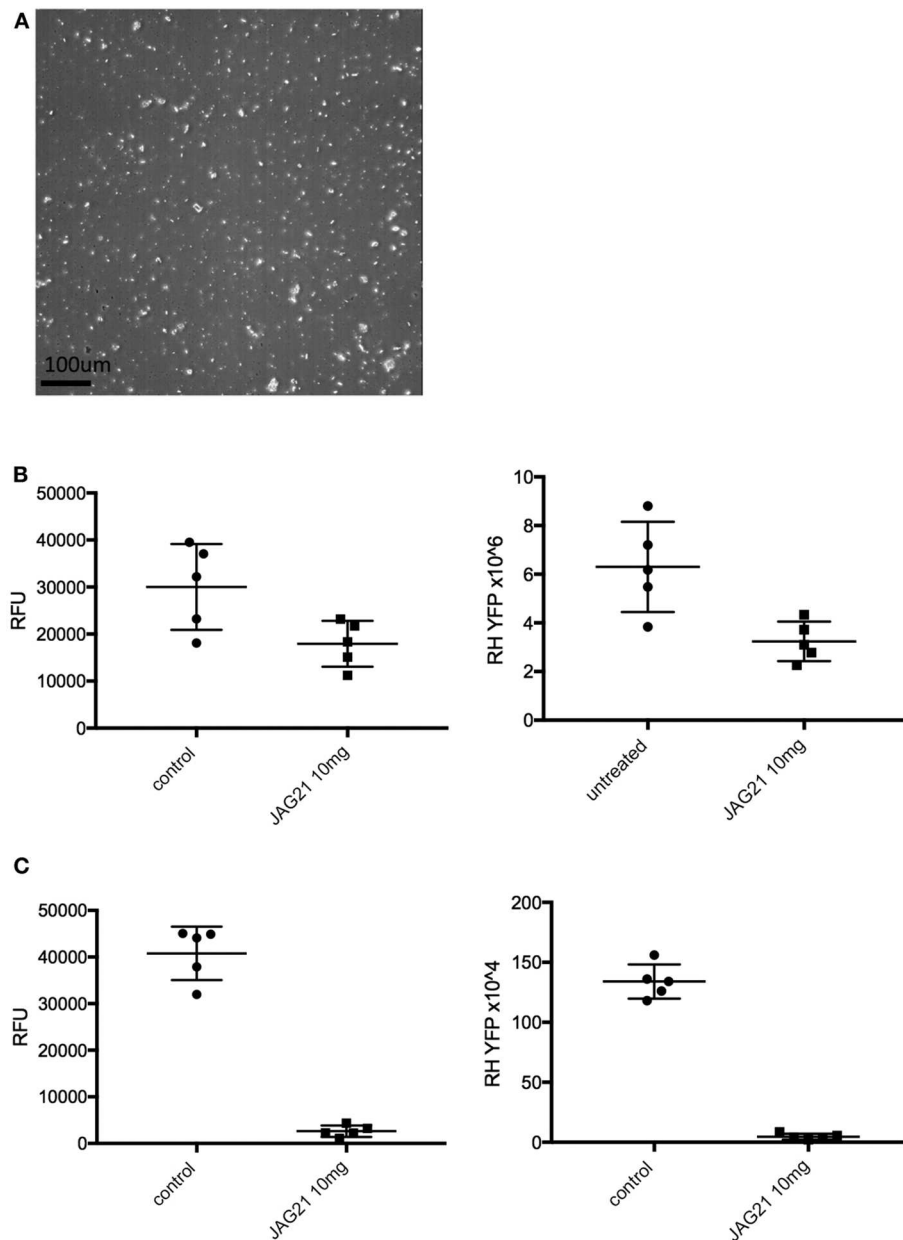 A
100um
B
50000
40000
30000
20000
10000
0
RFU
control
JAG21 10mg
10
8
6
4
2
0
RH YFP x10^6
untreated
JAG21 10mg
C
50000
40000
30000
20000
10000
0
RFU
control
JAG21 10mg
200
150
100
50
0
RH YFP x10^4
control
JAG21 10mg